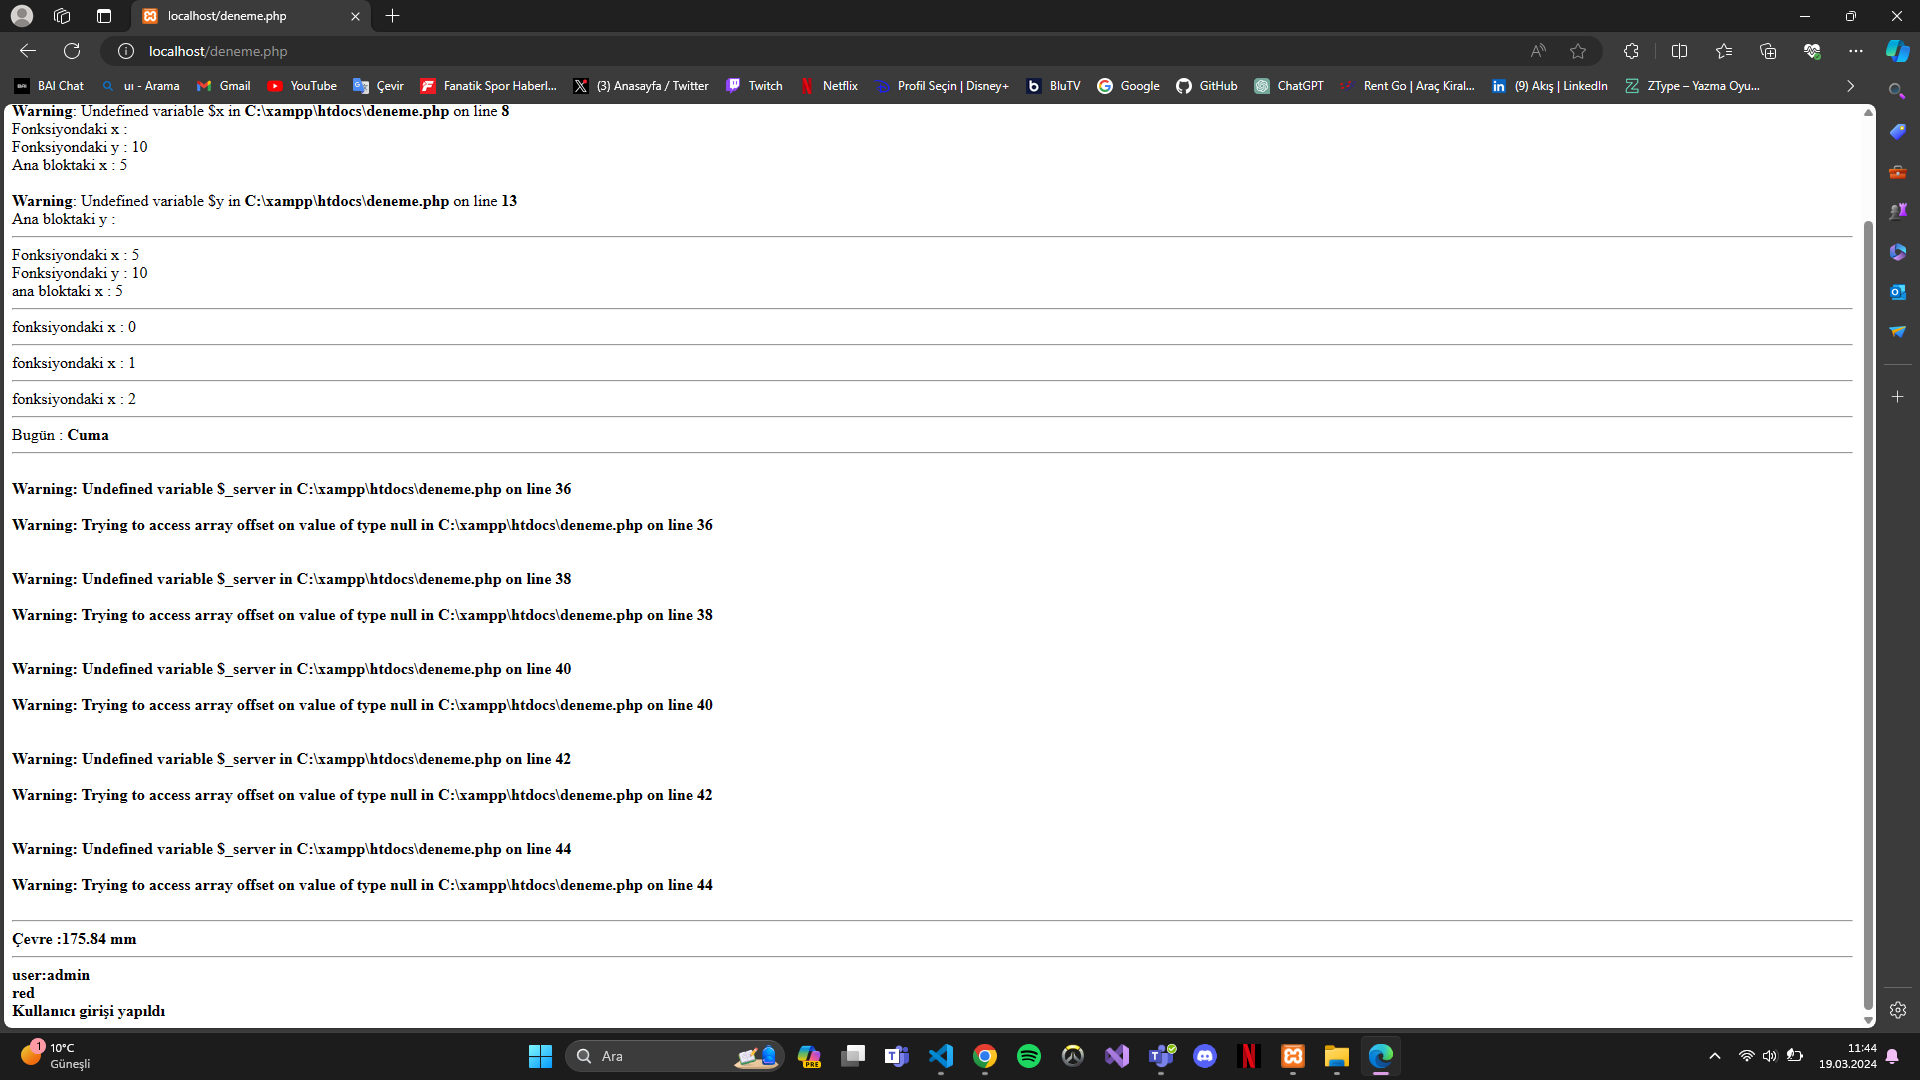 localhost/deneme.php
localhost/deneme.php
BAI Chat
uı - Arama
Gmail
YouTube
Çevir
Fanatik Spor Haberl...
(3) Anasayfa / Twitter
Twitch
Netflix
Profil Seçin | Disney+
BluTV
Google
GitHub
ChatGPT
Rent Go | Araç Kiral...
(9) Akış | LinkedIn
ZType – Yazma Oyu...
Warning: Undefined variable $x in C:\xampp\htdocs\deneme.php on line 8
Fonksiyondaki x :
Fonksiyondaki y : 10
Ana bloktaki x : 5
Warning: Undefined variable $y in C:\xampp\htdocs\deneme.php on line 13
Ana bloktaki y :
Fonksiyondaki x : 5
Fonksiyondaki y : 10
ana bloktaki x : 5
fonksiyondaki x : 0
fonksiyondaki x : 1
fonksiyondaki x : 2
Bugün : Cuma
Warning: Undefined variable $_server in C:\xampp\htdocs\deneme.php on line 36
Warning: Trying to access array offset on value of type null in C:\xampp\htdocs\deneme.php on line 36
Warning: Undefined variable $_server in C:\xampp\htdocs\deneme.php on line 38
Warning: Trying to access array offset on value of type null in C:\xampp\htdocs\deneme.php on line 38
Warning: Undefined variable $_server in C:\xampp\htdocs\deneme.php on line 40
Warning: Trying to access array offset on value of type null in C:\xampp\htdocs\deneme.php on line 40
Warning: Undefined variable $_server in C:\xampp\htdocs\deneme.php on line 42
Warning: Trying to access array offset on value of type null in C:\xampp\htdocs\deneme.php on line 42
Warning: Undefined variable $_server in C:\xampp\htdocs\deneme.php on line 44
Warning: Trying to access array offset on value of type null in C:\xampp\htdocs\deneme.php on line 44
Çevre :175.84 mm
user:admin
red
Kullanıcı girişi yapıldı
1
10°C
Güneşli
Ara
PRE
11:44
19.03.2024